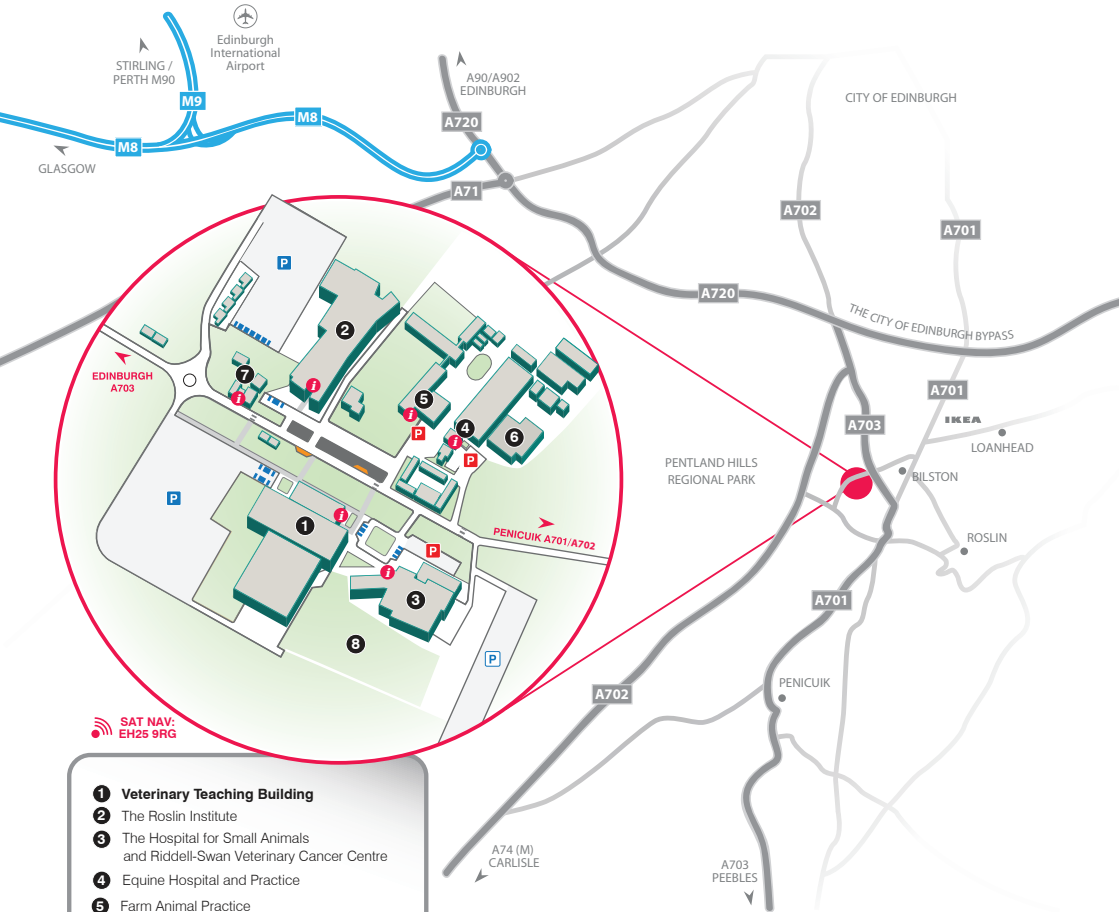 Edinburgh
International
Airport
STIRLING /
PERTH M90
A90/A902
EDINBURGH
CITY OF EDINBURGH
M9
M8
M8
A720
GLASGOW
A71
A702
A701
A720
THE CITY OF EDINBURGH BYPASS
P
2
EDINBURGH
A703
7
i
i
5
i
P
4
i
6
P
A701
IKEA
A703
LOANHEAD
PENTLAND HILLS
REGIONAL PARK
BILSTON
P
1
i
PENICUIK A701/A702
P
ROSLIN
i
3
A701
8
P
PENICUIK
A702
SAT NAV:
EH25 9RG
1 Veterinary Teaching Building
2 The Roslin Institute
3 The Hospital for Small Animals
and Riddell-Swan Veterinary Cancer Centre
4 Equine Hospital and Practice
5 Farm Animal Practice
A74 (M)
CARLISLE
A703
PEEBLES